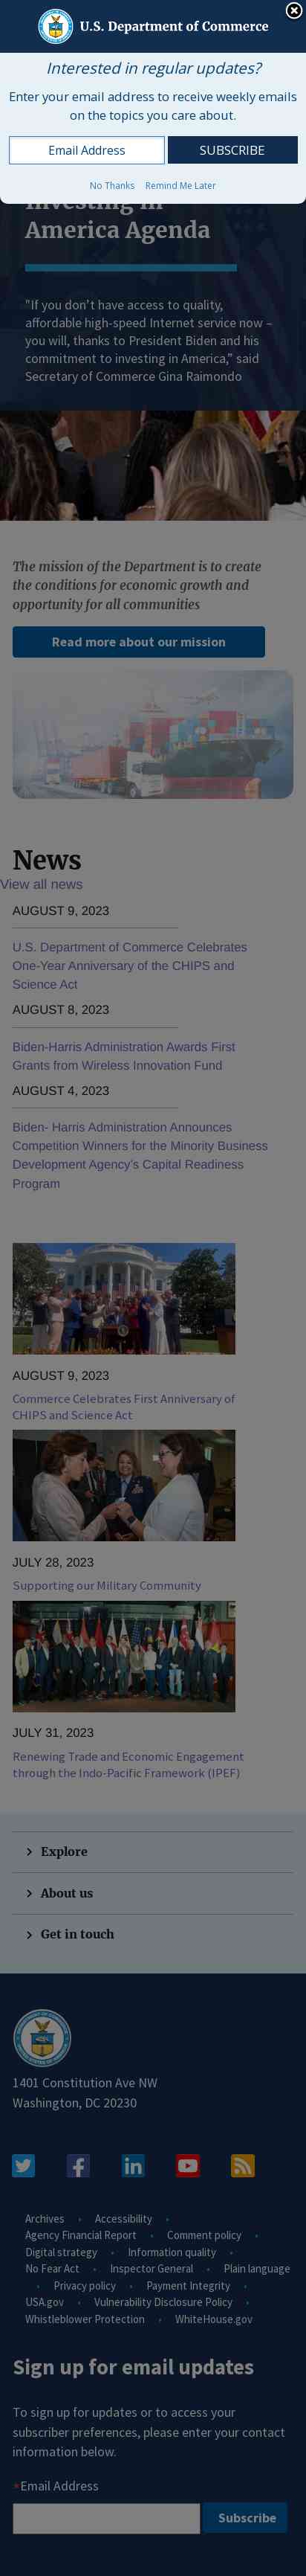 U.S. Department of Commerce
Interested in regular updates?
Enter your email address to receive weekly emails
on the topics you care about.
Email Address
SUBSCRIBE
No Thanks
Remind Me Later
Investing in
America Agenda
"If you don’t have access to quality,
affordable high-speed Internet service now –
you will, thanks to President Biden and his
commitment to investing in America,” said
Secretary of Commerce Gina Raimondo
The mission of the Department is to create
the conditions for economic growth and
opportunity for all communities
Read more about our mission
News
View all news
AUGUST 9, 2023
U.S. Department of Commerce Celebrates
One-Year Anniversary of the CHIPS and
Science Act
AUGUST 8, 2023
Biden-Harris Administration Awards First
Grants from Wireless Innovation Fund
AUGUST 4, 2023
Biden- Harris Administration Announces
Competition Winners for the Minority Business
Development Agency’s Capital Readiness
Program
AUGUST 9, 2023
Commerce Celebrates First Anniversary of
CHIPS and Science Act
JULY 28, 2023
Supporting our Military Community
JULY 31, 2023
Renewing Trade and Economic Engagement
through the Indo-Pacific Framework (IPEF)
Explore
About us
Get in touch
1401 Constitution Ave NW
Washington, DC 20230
Archives • Accessibility •
Agency Financial Report • Comment policy •
Digital strategy • Information quality •
No Fear Act • Inspector General • Plain language
• Privacy policy • Payment Integrity •
USA.gov • Vulnerability Disclosure Policy •
Whistleblower Protection • WhiteHouse.gov
Sign up for email updates
To sign up for updates or to access your
subscriber preferences, please enter your contact
information below.
*Email Address
Subscribe